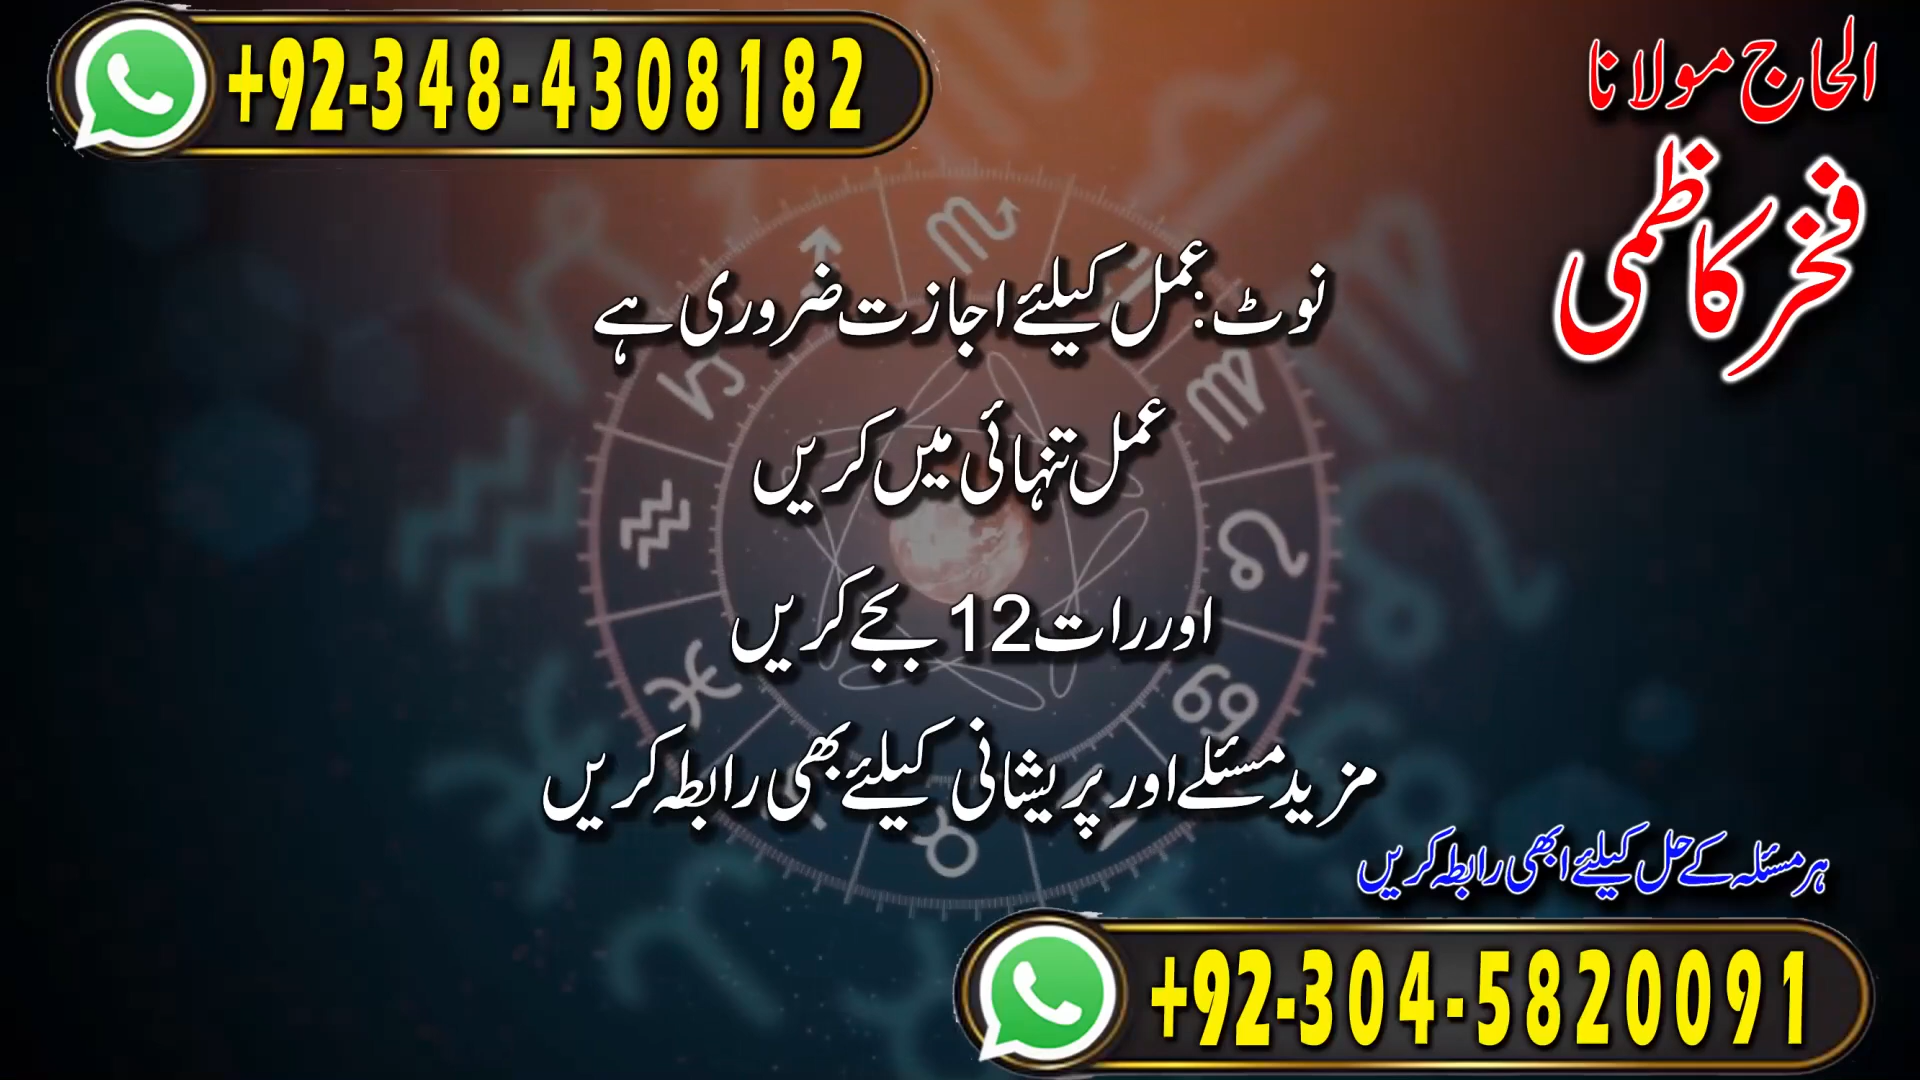 +92-348-4308182
الحاج مولانا
فخر کاظمی
نوٹ: عمل کیلئے اجازت ضروری ہے
عمل تنہائی میں کریں
اور رات 12 بجے کریں
مزید مسئلے اور پریشانی کیلئے بھی رابطہ کریں
ہر مسئلہ کے حل کیلئے ابھی رابطہ کریں
+92-304-5820091